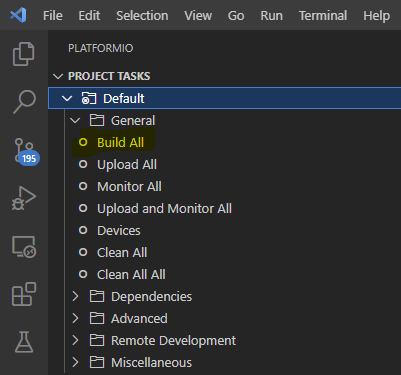 File Edit Selection View Go Run Terminal Help
PLATFORMIO
PROJECT TASKS
Default
General
Build All
195
Upload All
Monitor All
Upload and Monitor All
Devices
Clean All
Clean All All
Dependencies
Advanced
Remote Development
Miscellaneous